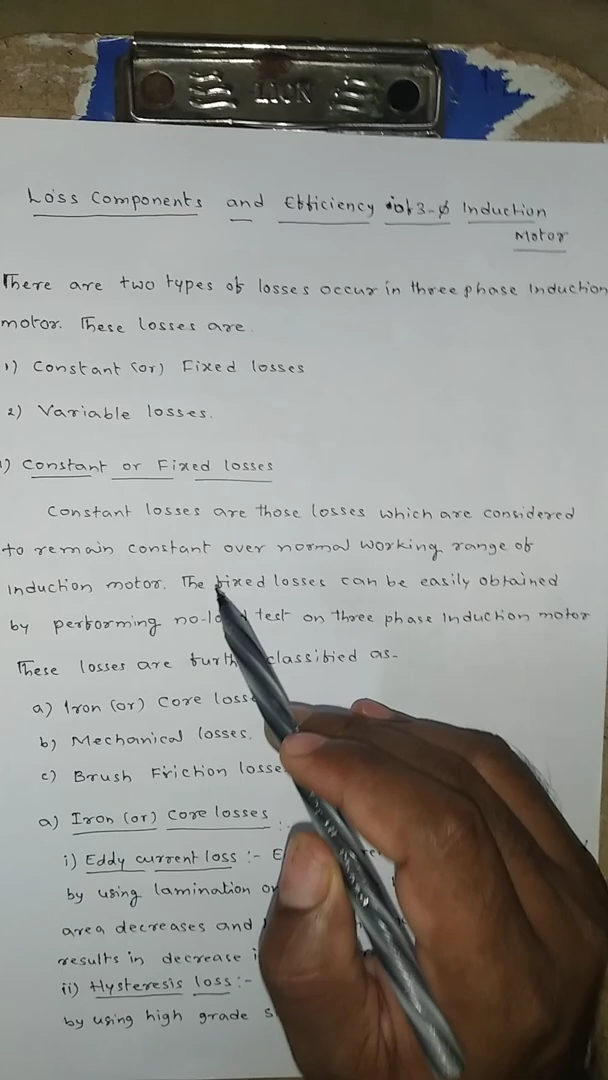 LION
Loss Components and Efficiency of 3-φ Induction
Motor
There are two types of losses occur in three phase Induction
motor. These losses are.
1) Constant (or) Fixed losses
2) Variable losses.
1) Constant or Fixed losses
Constant losses are those losses which are considered
to remain constant over normal working range of
induction motor. The fixed losses can be easily obtained
by performing no-load test on three phase Induction motor
These losses are further classified as-
a) Iron (or) Core losses
b) Mechanical losses.
c) Brush Friction losses
a) Iron (or) Core losses :
i) Eddy current loss :-
by using lamination
area decreases and
results in decrease
ii) Hysteresis loss :-
by using high grade